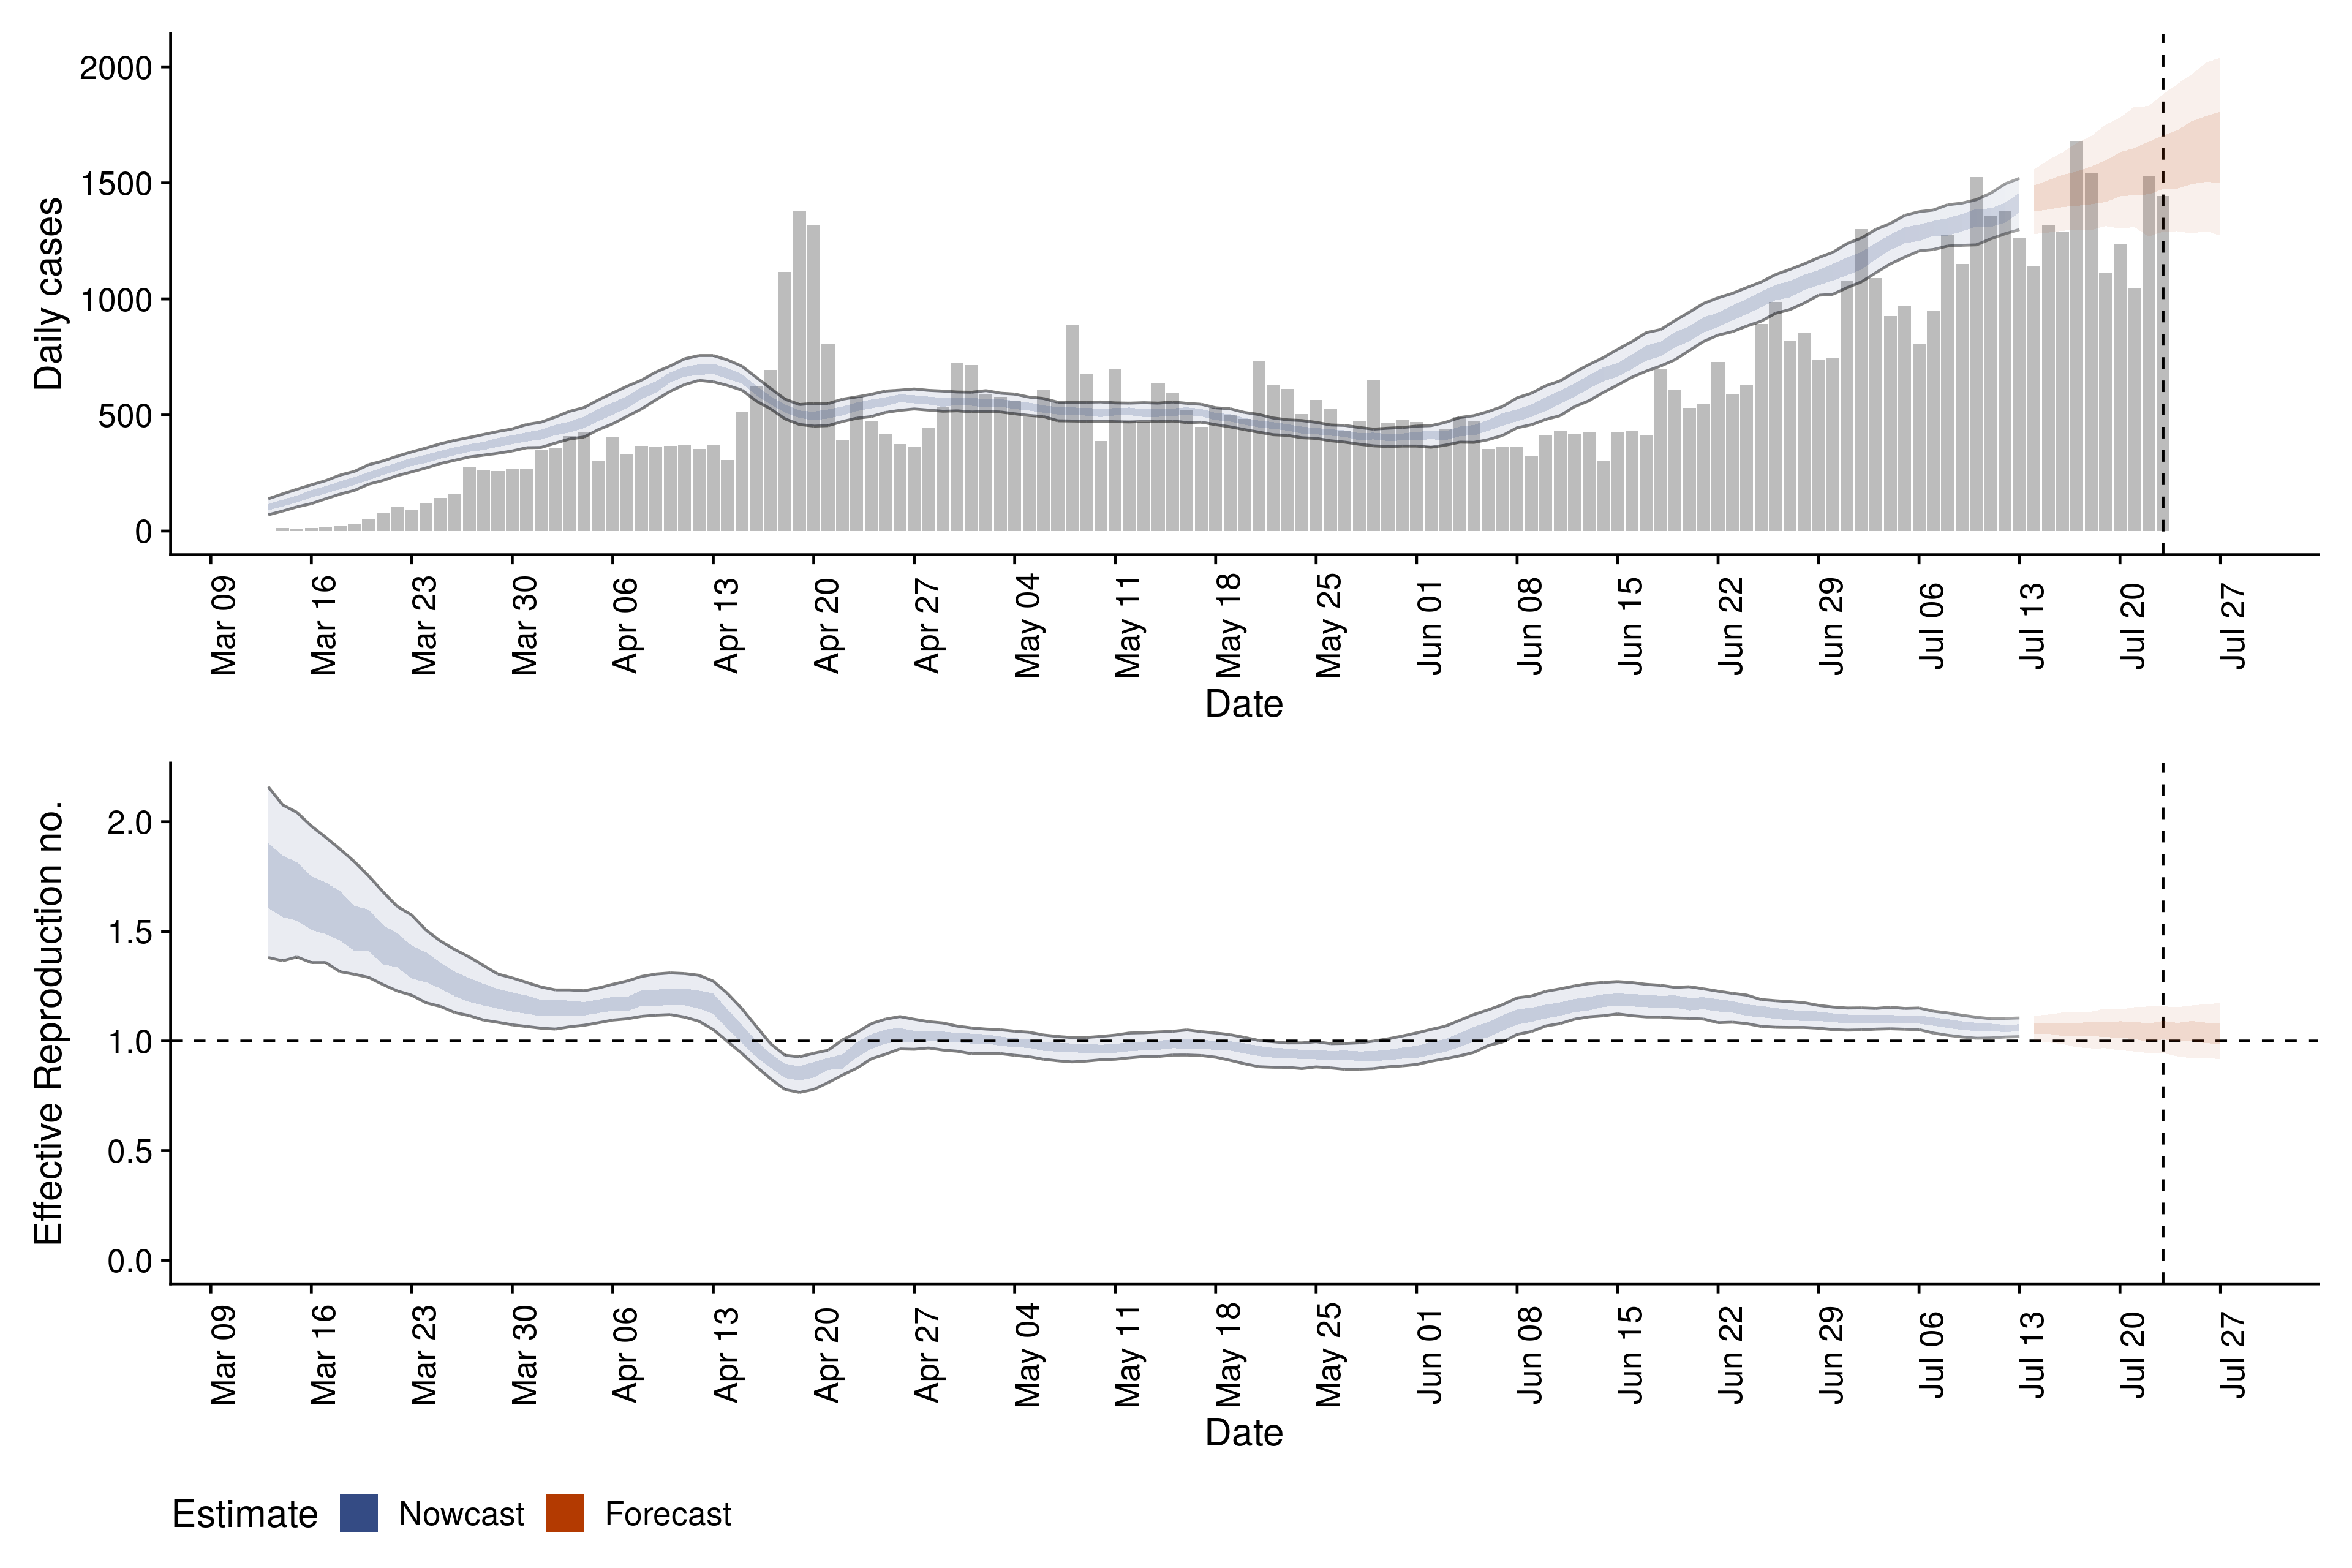 Daily cases
2000
1500
1000
500
0
Mar 09 Mar 16 Mar 23 Mar 30 Apr 06 Apr 13 Apr 20 Apr 27 May 04 May 11 May 18 May 25 Jun 01 Jun 08 Jun 15 Jun 22 Jun 29 Jul 06 Jul 13 Jul 20 Jul 27
Date
Effective Reproduction no.
2.0
1.5
1.0
0.5
0.0
Mar 09 Mar 16 Mar 23 Mar 30 Apr 06 Apr 13 Apr 20 Apr 27 May 04 May 11 May 18 May 25 Jun 01 Jun 08 Jun 15 Jun 22 Jun 29 Jul 06 Jul 13 Jul 20 Jul 27
Date
Estimate Nowcast Forecast